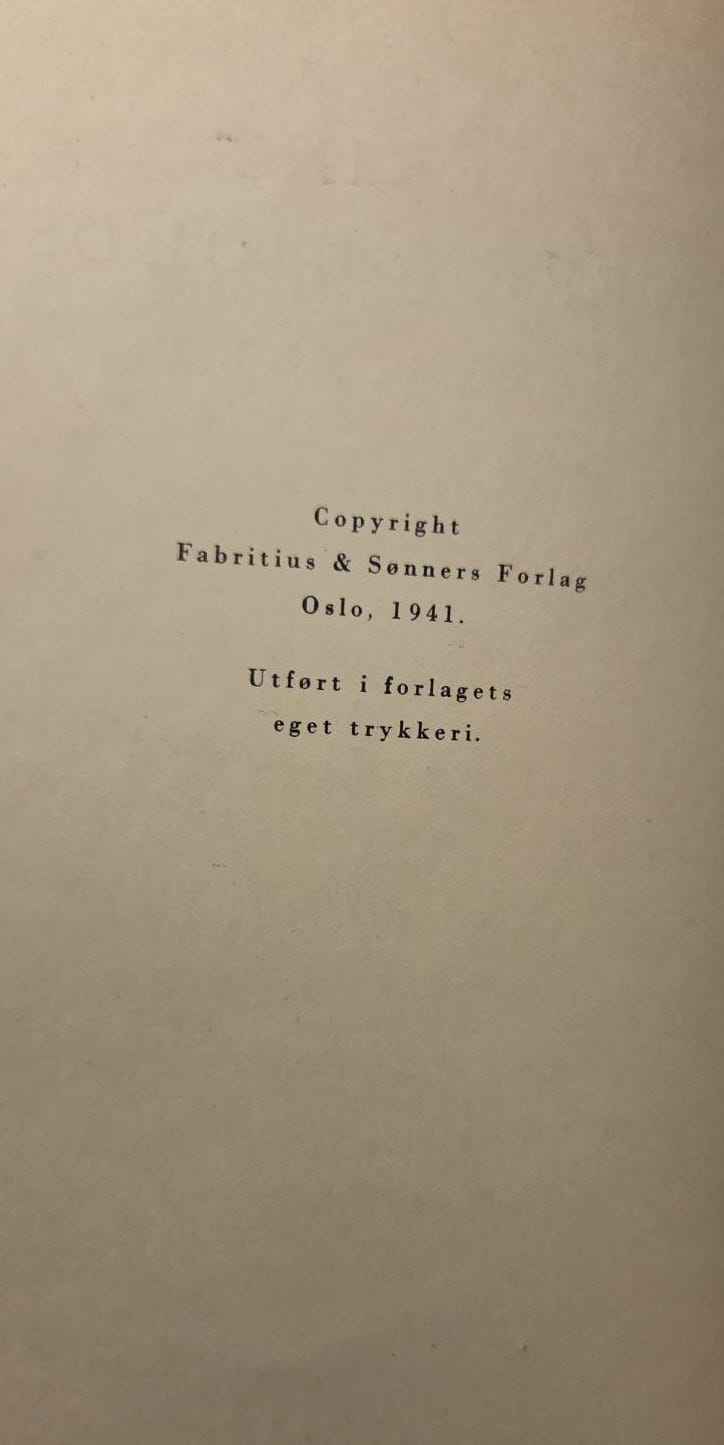 Copyright
Fabritius & Sønners Forlag
Oslo, 1941.
Utført i forlagets
eget trykkeri.